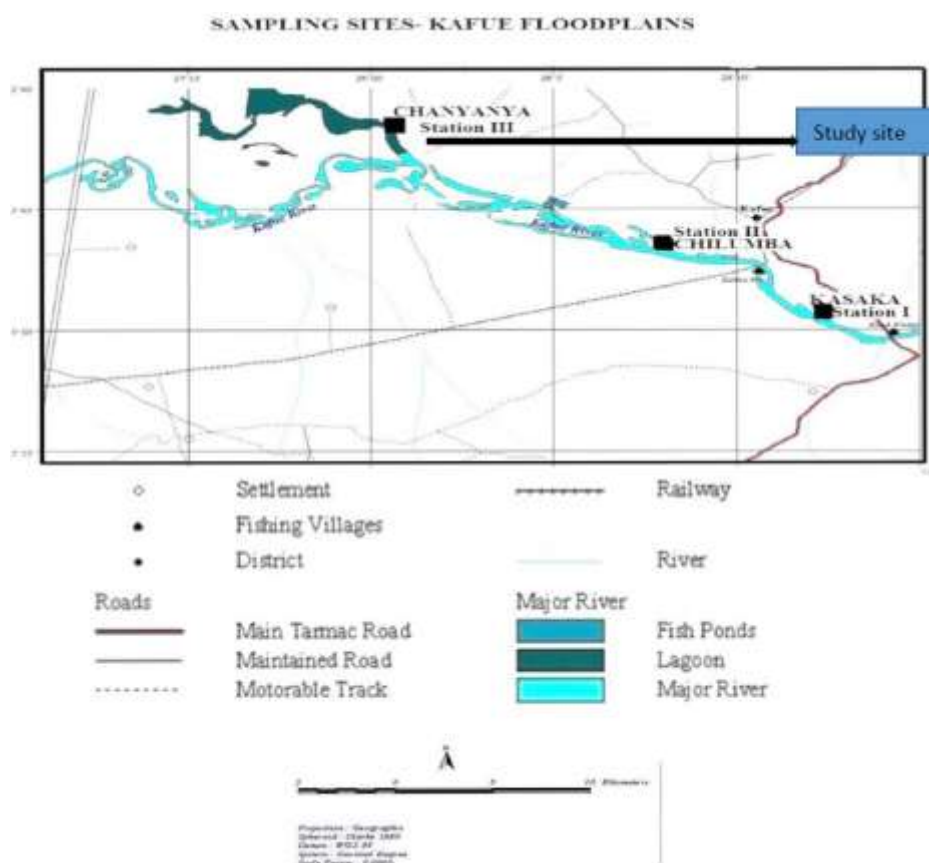 SAMPLING SITES- KAFUE FLOODPLAINS
CHANYANYA
Station III
Study site
Kafue River
Kafue River
Kafue
Station II
CHILUMBA
KASAKA
Station I
Settlement
Railway
Fishing Villages
District
River
Roads
Major River
Main Tarmac Road
Fish Ponds
Maintained Road
Lagoon
Motorable Track
Major River